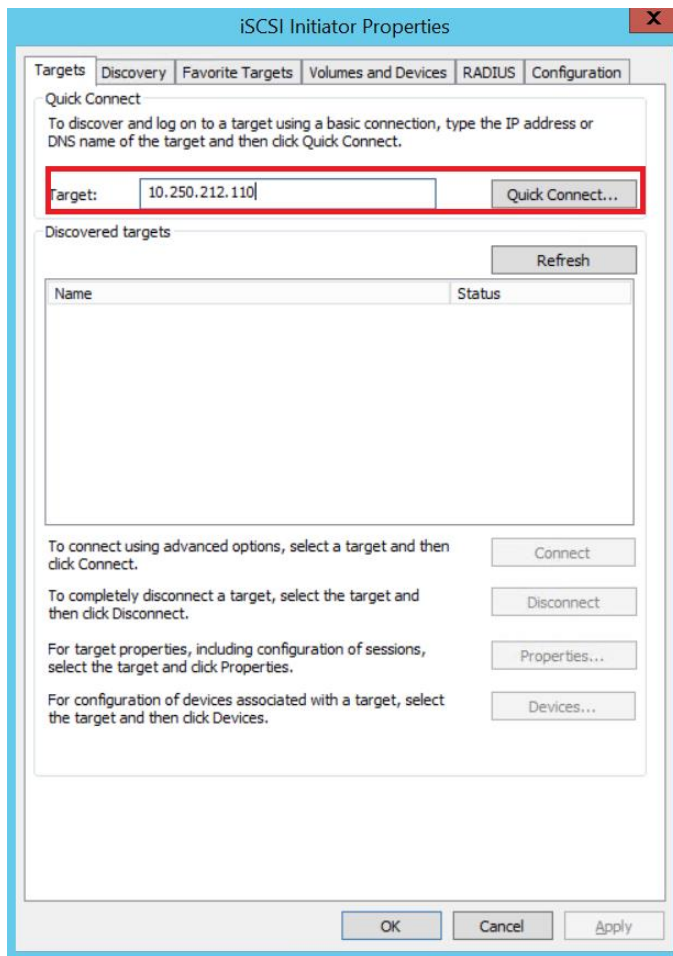 iSCSI Initiator Properties
X
Targets Discovery Favorite Targets Volumes and Devices RADIUS Configuration
Quick Connect
To discover and log on to a target using a basic connection, type the IP address or
DNS name of the target and then click Quick Connect.
Target: 10.250.212.110 Quick Connect...
Discovered targets
Refresh
Name Status
To connect using advanced options, select a target and then
click Connect.
Connect
To completely disconnect a target, select the target and
then click Disconnect.
Disconnect
For target properties, including configuration of sessions,
select the target and click Properties.
Properties...
For configuration of devices associated with a target, select
the target and then click Devices.
Devices...
OK Cancel Apply